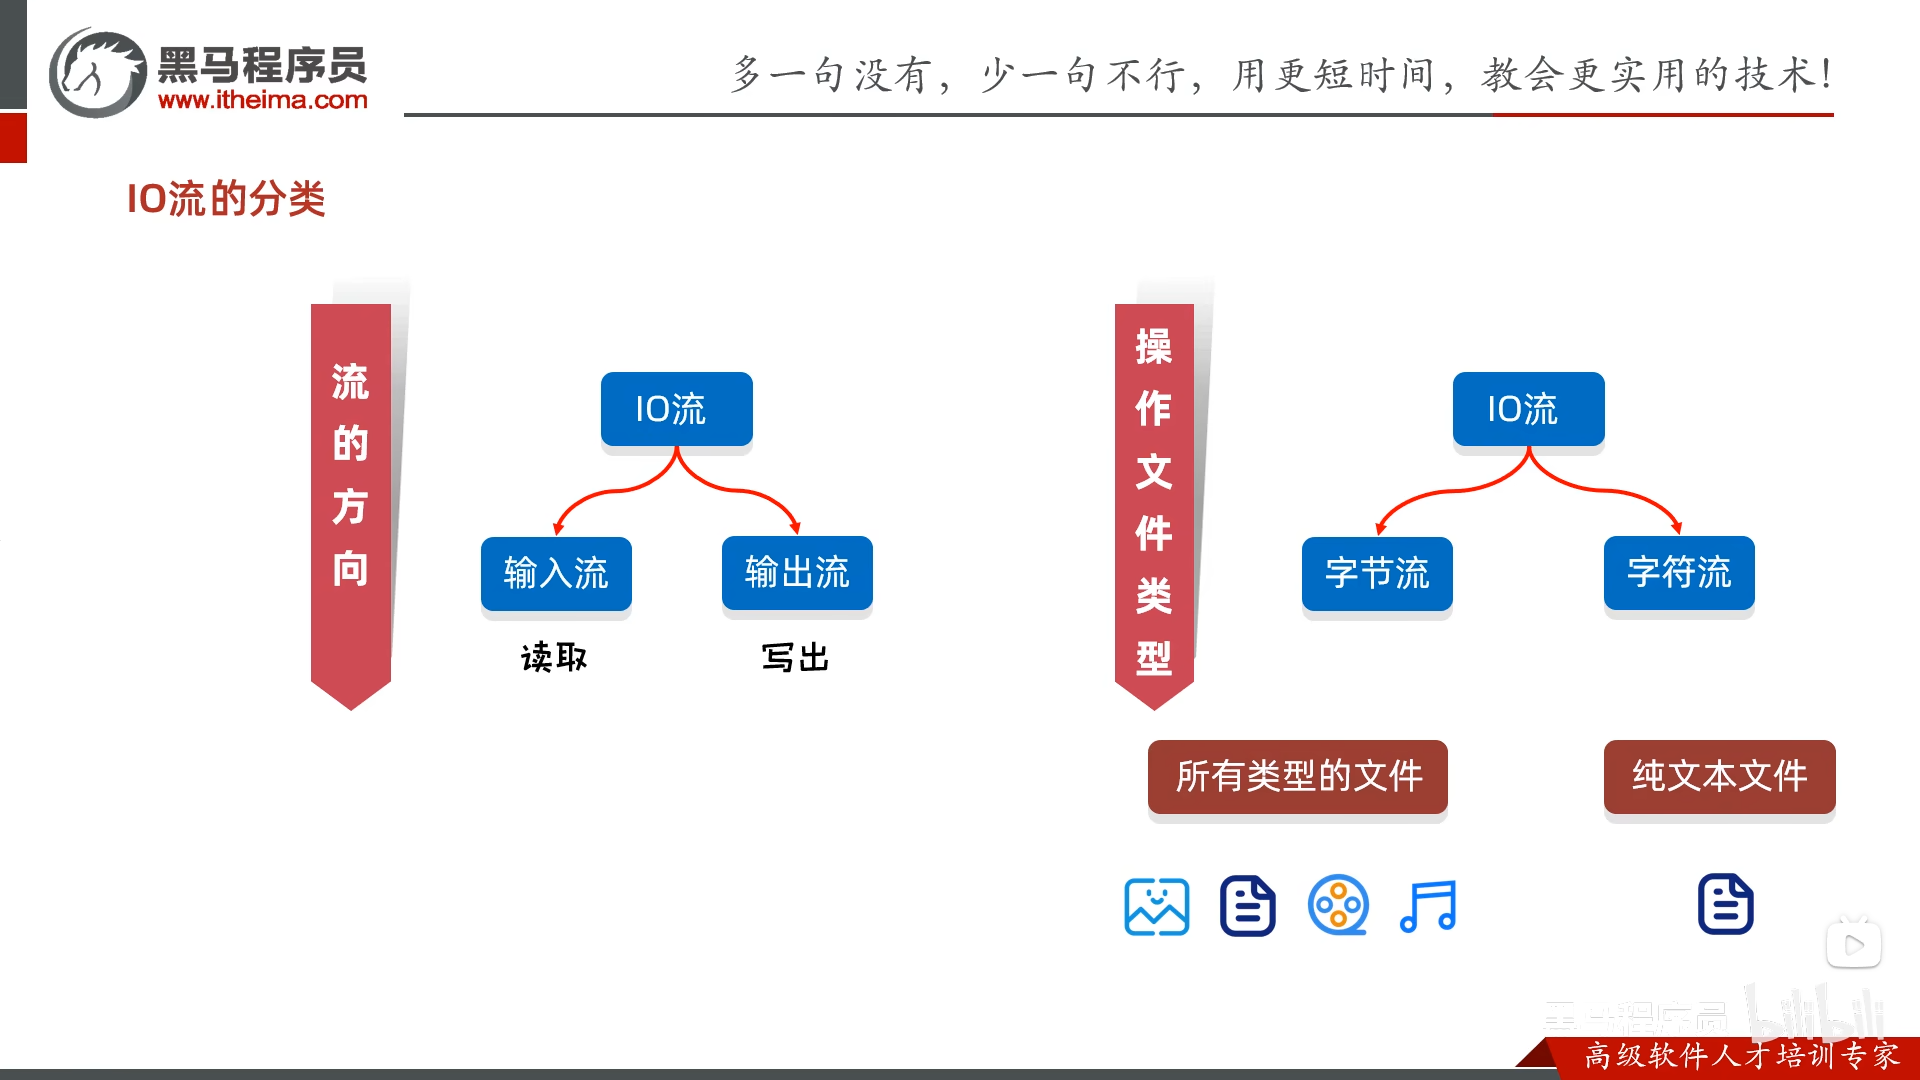 黑马程序员
www.itheima.com
多一句没有，少一句不行，用更短时间，教会更实用的技术！
IO流的分类
流的方向
IO流
输入流
输出流
读取
写出
操作文件类型
IO流
字节流
字符流
所有类型的文件
纯文本文件
黑马程序员
bilibili
高级软件人才培训专家